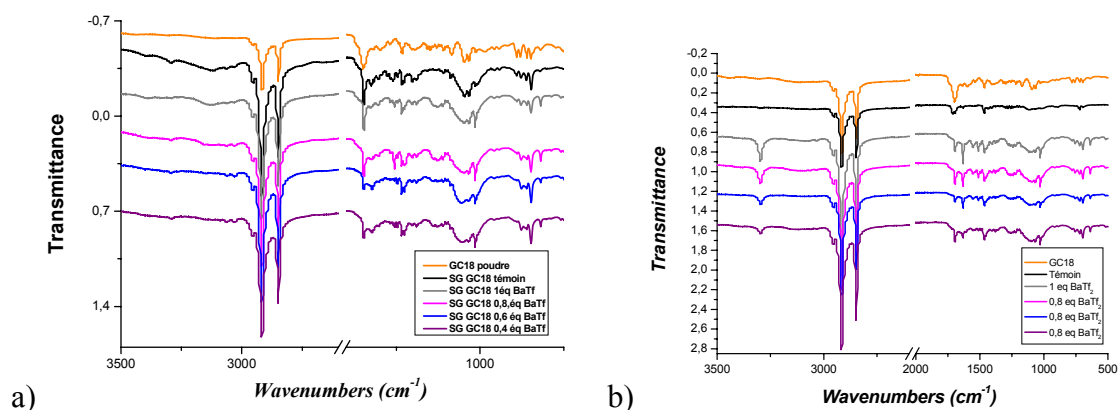 -0,7
0,0
0,7
1,4
Transmittance
GC18 poudre
SG GC18 témoin
SG GC18 1éq BaTf
SG GC18 0,8,éq BaTf
SG GC18 0,6 éq BaTf
SG GC18 0,4 éq BaTf
3500 3000 1000
Wavenumbers (cm-1)
a)
-0,2
0,0
0,2
0,4
0,6
0,8
1,0
1,2
1,4
1,6
1,8
2,0
2,2
2,4
2,6
2,8
Transmittance
GC18
Témoin
1 eq BaTf2
0,8 eq BaTf2
0,8 eq BaTf2
0,8 eq BaTf2
3500 3000 2000 1500 1000 500
Wavenumbers (cm-1)
b)